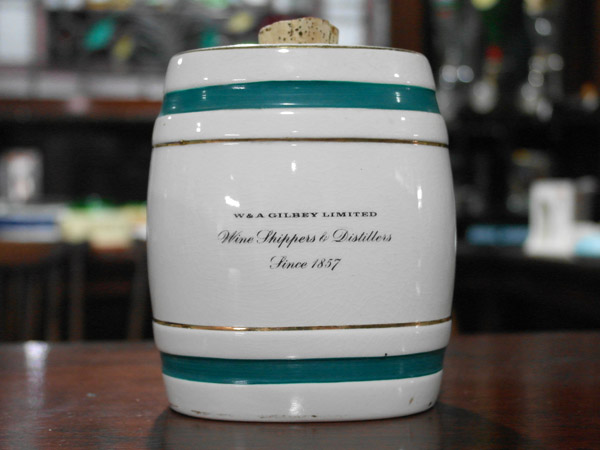 W & A GILBEY LIMITED
Wine Shippers & Distillers
Since 1857